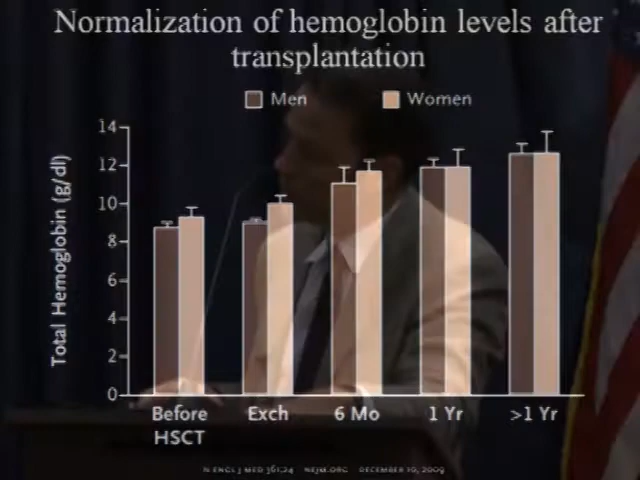 Normalization of hemoglobin levels after
transplantation
Men Women
Total Hemoglobin (g/dl)
14
12
10
8
6
4
2
0
Before HSCT Exch 6 Mo 1 Yr >1 Yr
N ENGL J MED 361;24 NEJM.ORG DECEMBER 10, 2009